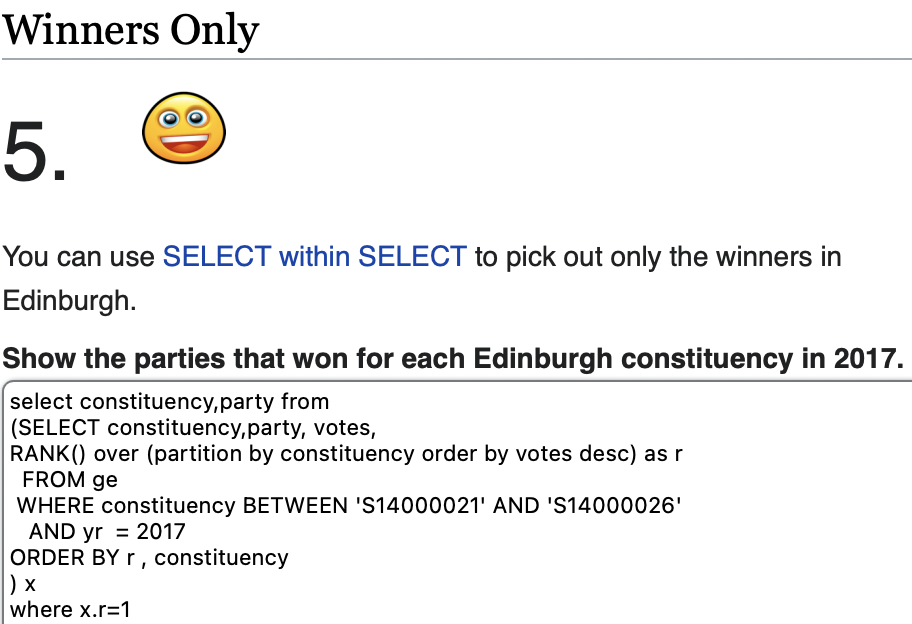 Winners Only
5.
You can use SELECT within SELECT to pick out only the winners in
Edinburgh.
Show the parties that won for each Edinburgh constituency in 2017.
select constituency,party from
(SELECT constituency,party, votes,
RANK() over (partition by constituency order by votes desc) as r
  FROM ge
 WHERE constituency BETWEEN 'S14000021' AND 'S14000026'
   AND yr  = 2017
ORDER BY r , constituency
) x
where x.r=1